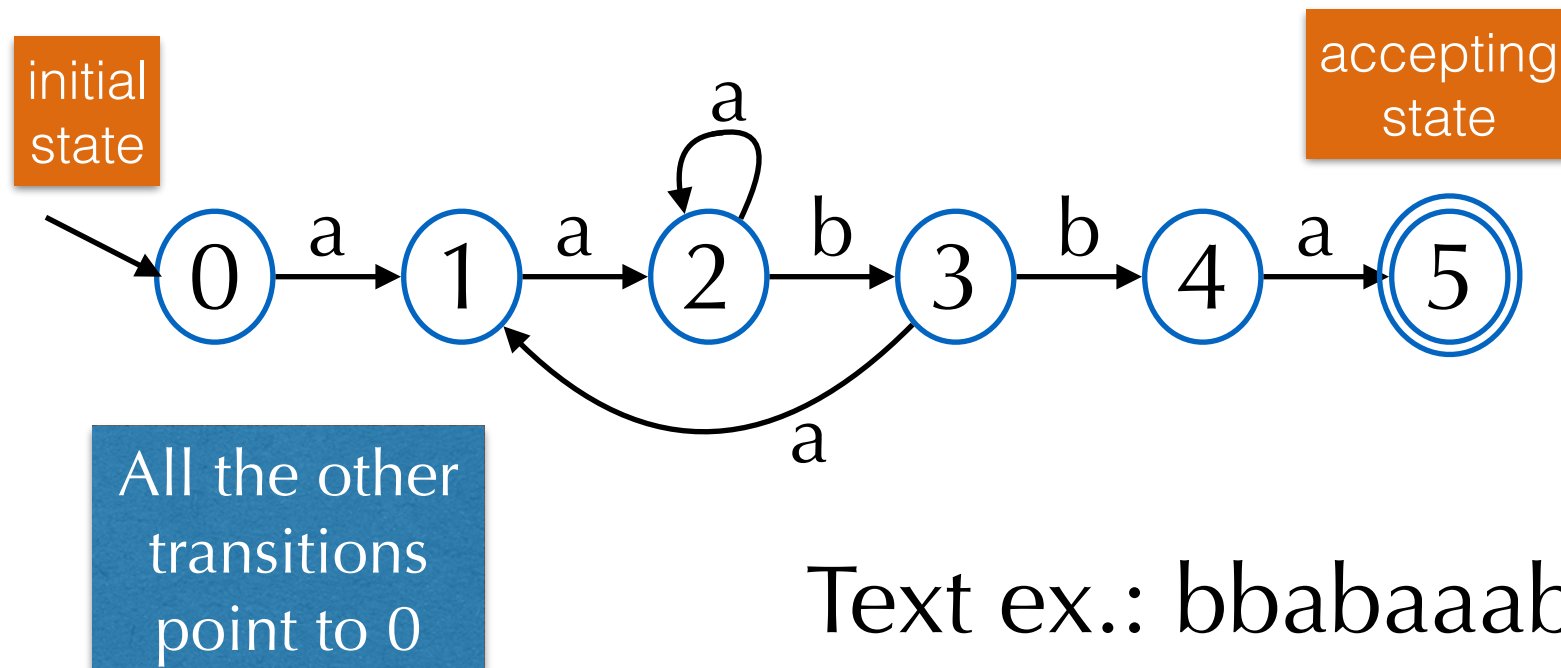 initial
state
accepting
state
a
a
a
b
b
a
0
1
2
3
4
5
a
All the other
transitions
point to 0
Text ex.: bbabaaab